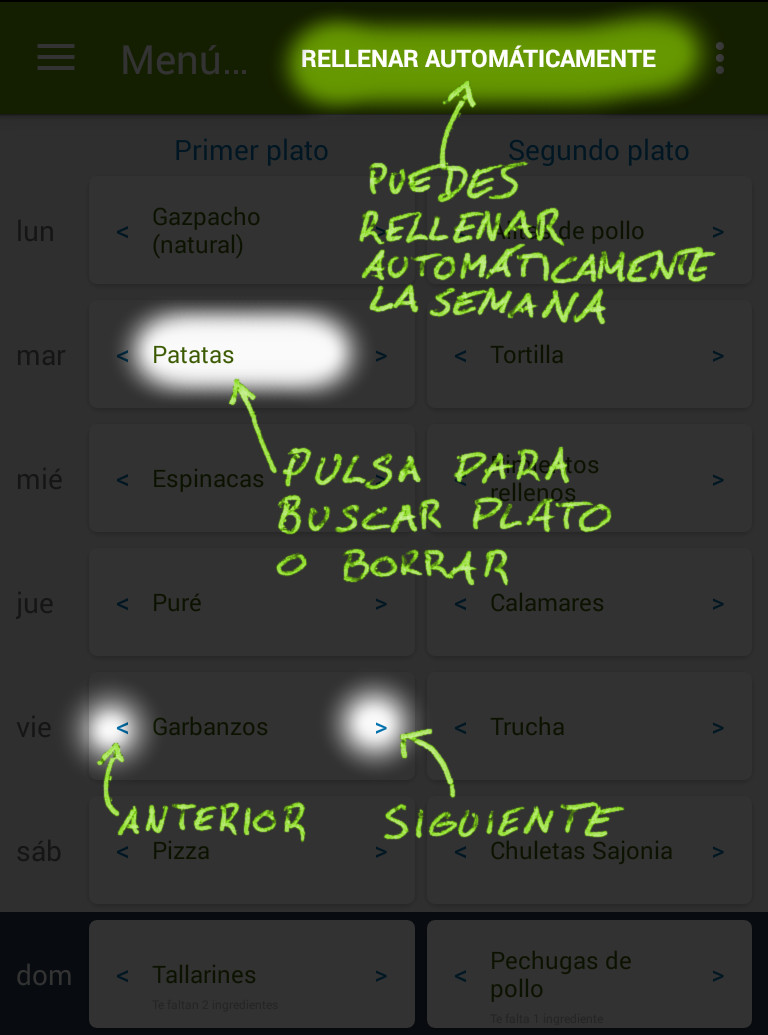 Menú...
RELLENAR AUTOMÁTICAMENTE
Primer plato
Segundo plato
PUEDES
RELLENAR
AUTOMÁTICAMENTE
LA SEMANA
lun
<
Gazpacho
(natural)
>
Alitas de pollo
>
mar
<
Patatas
>
<
Tortilla
>
PULSA PARA
BUSCAR PLATO
O BORRAR
mié
<
Espinacas
Pimientos
rellenos
>
jue
<
Puré
>
<
Calamares
>
vie
<
Garbanzos
>
<
Trucha
>
ANTERIOR
SIGUIENTE
sáb
<
Pizza
>
<
Chuletas Sajonia
>
dom
<
Tallarines
Te faltan 2 ingredientes
>
<
Pechugas de
pollo
Te falta 1 ingrediente
>